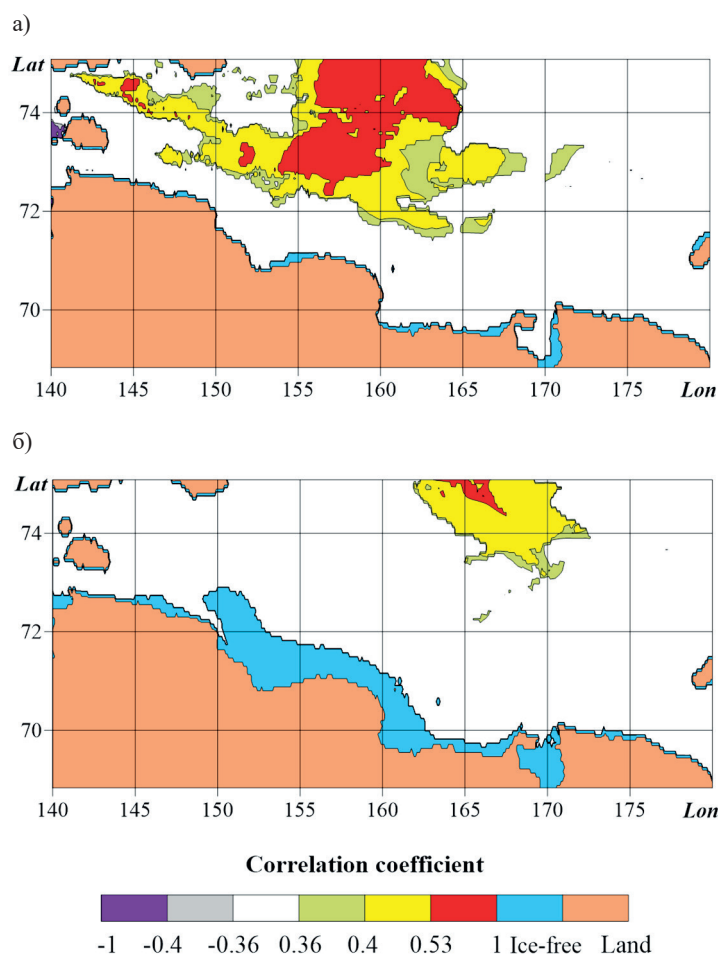 а)
Lat
74
72
70
140 145 150 155 160 165 170 175 Lon
б)
Lat
74
72
70
140 145 150 155 160 165 170 175 Lon
Correlation coefficient
-1 -0.4 -0.36 0.36 0.4 0.53 1 Ice-free Land